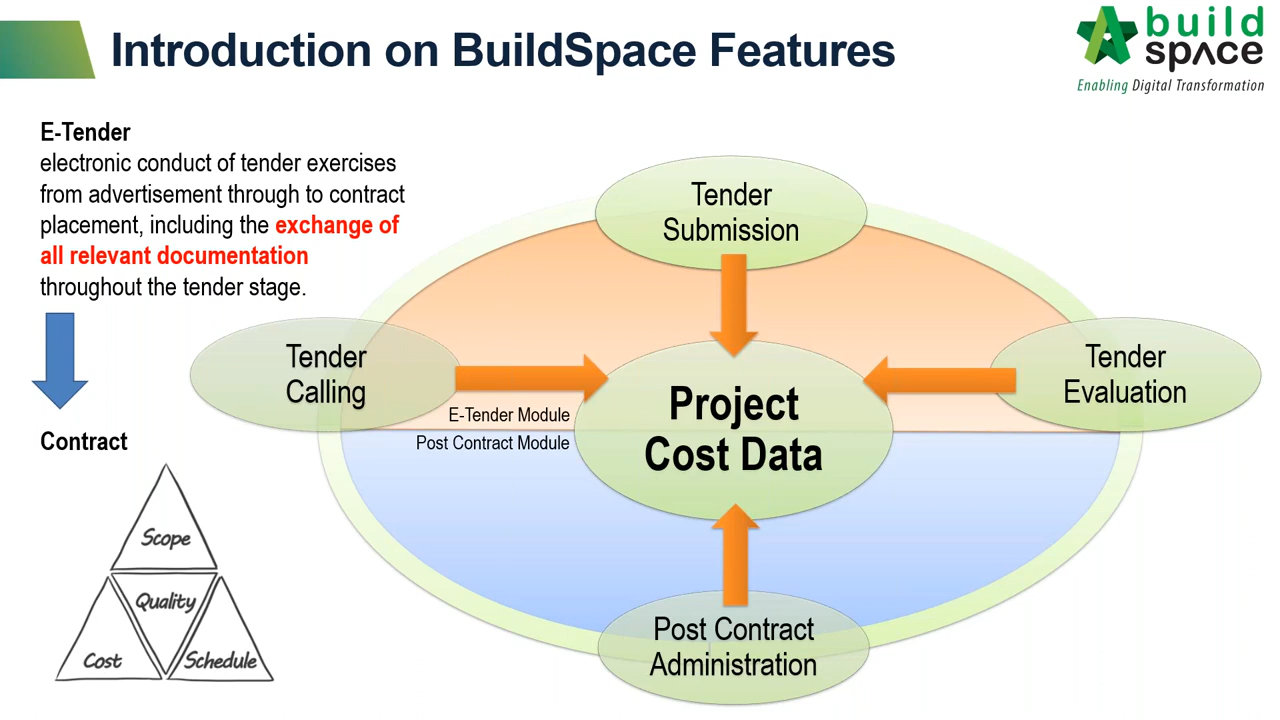 Introduction on BuildSpace Features
build
space
Enabling Digital Transformation
E-Tender
electronic conduct of tender exercises
from advertisement through to contract
placement, including the exchange of
all relevant documentation
throughout the tender stage.
Contract
Scope
Quality
Cost
Schedule
Tender
Submission
Tender
Calling
Tender
Evaluation
E-Tender Module
Post Contract Module
Project
Cost Data
Post Contract
Administration